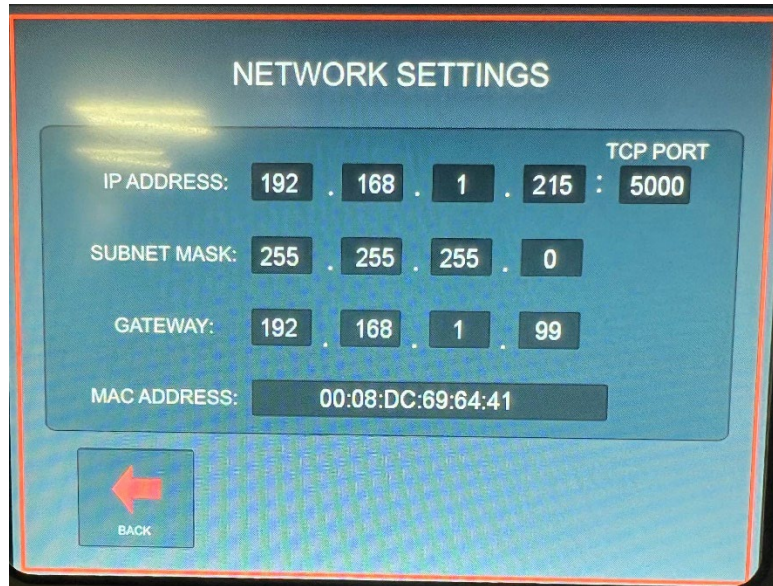 NETWORK SETTINGS
TCP PORT
IP ADDRESS: 192 . 168 . 1 . 215 : 5000
SUBNET MASK: 255 . 255 . 255 . 0
GATEWAY: 192 . 168 . 1 . 99
MAC ADDRESS: 00:08:DC:69:64:41
BACK